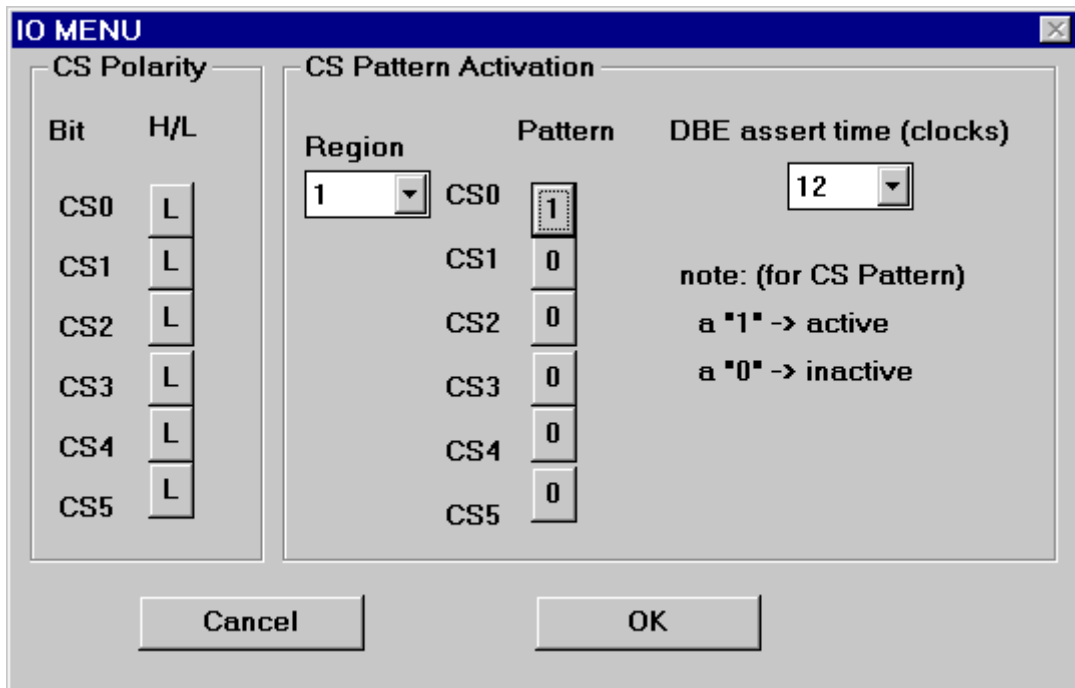 IO MENU
CS Polarity
Bit H/L
CS0 L
CS1 L
CS2 L
CS3 L
CS4 L
CS5 L
CS Pattern Activation
Region
1
Pattern
CS0 1
CS1 0
CS2 0
CS3 0
CS4 0
CS5 0
DBE assert time (clocks)
12
note: (for CS Pattern)
a "1" -> active
a "0" -> inactive
Cancel
OK